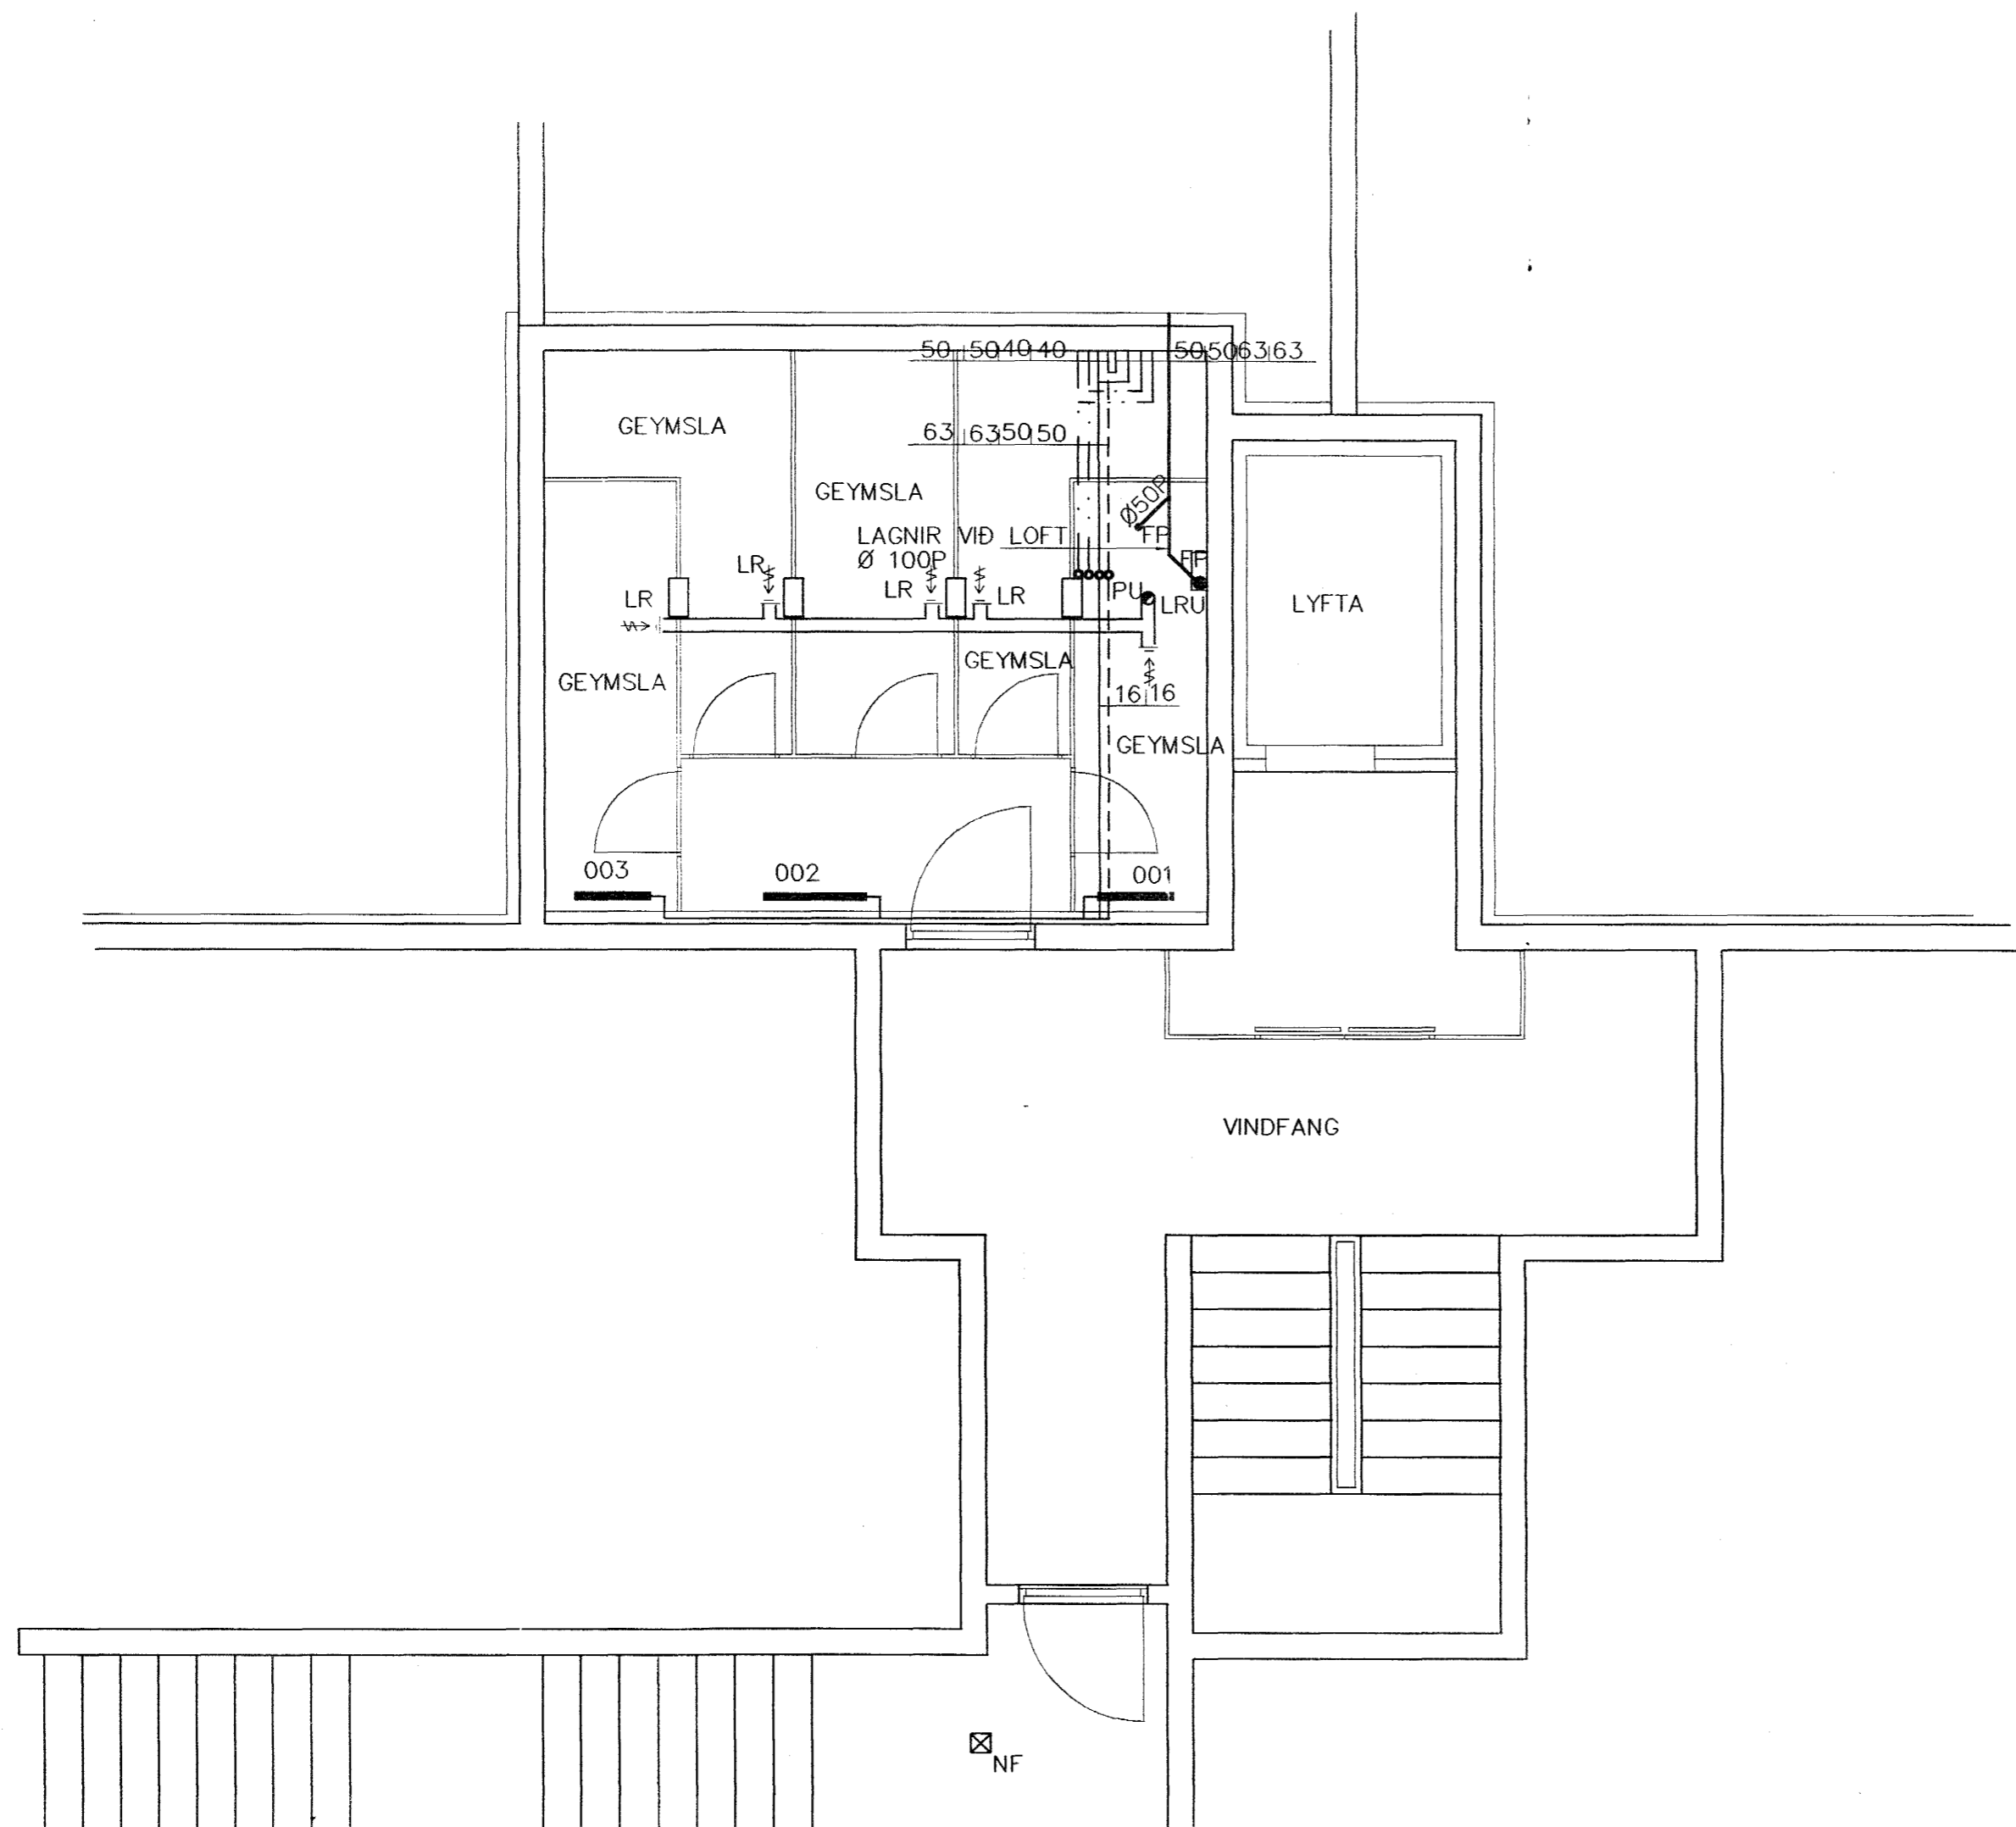 50 50 40 40
50 50 63 63
GEYMSLA
63 63 50 50
GEYMSLA
Ø50P
LAGNIR VIÐ LOFT
FP
Ø 100P
FP
LR
LR
LR
LR
PU
LRU
LYFTA
GEYMSLA
GEYMSLA
16 16
GEYMSLA
003
002
001
VINDFANG
NF